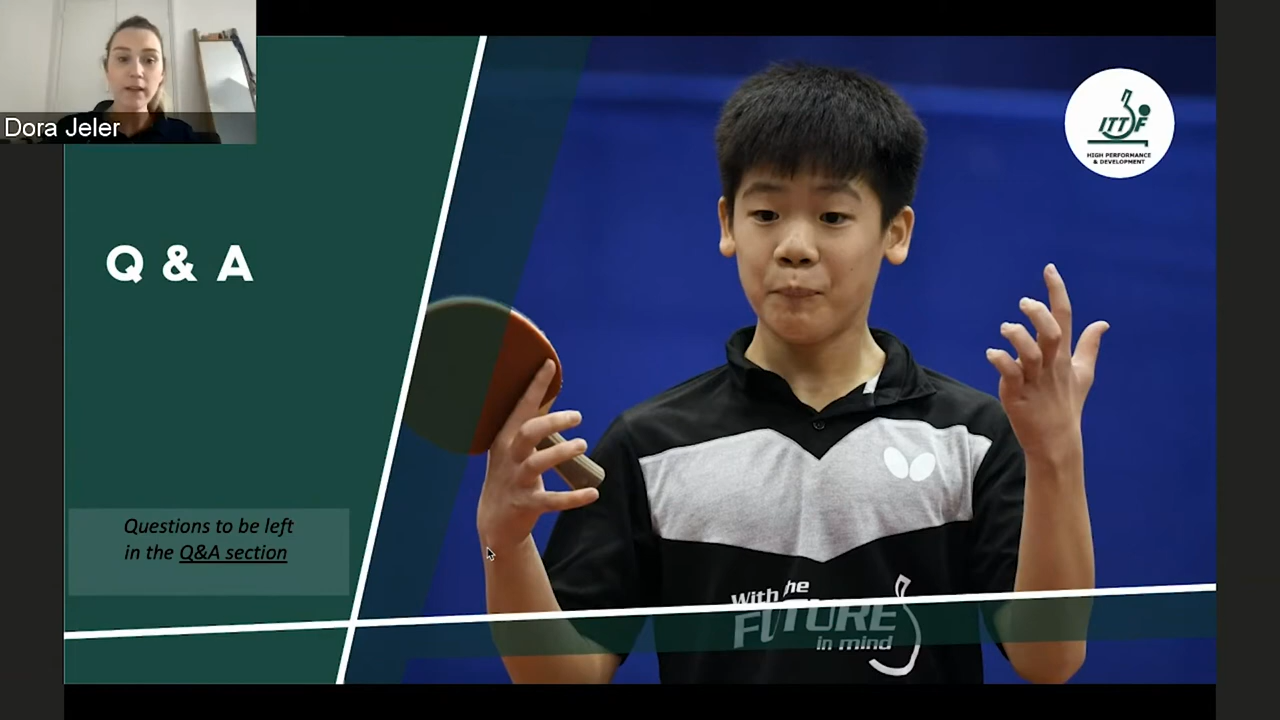 Dora Jeler
ITTF
HIGH PERFORMANCE
& DEVELOPMENT
Q & A
Questions to be left
in the Q&A section
With the
FUTURE
in mind